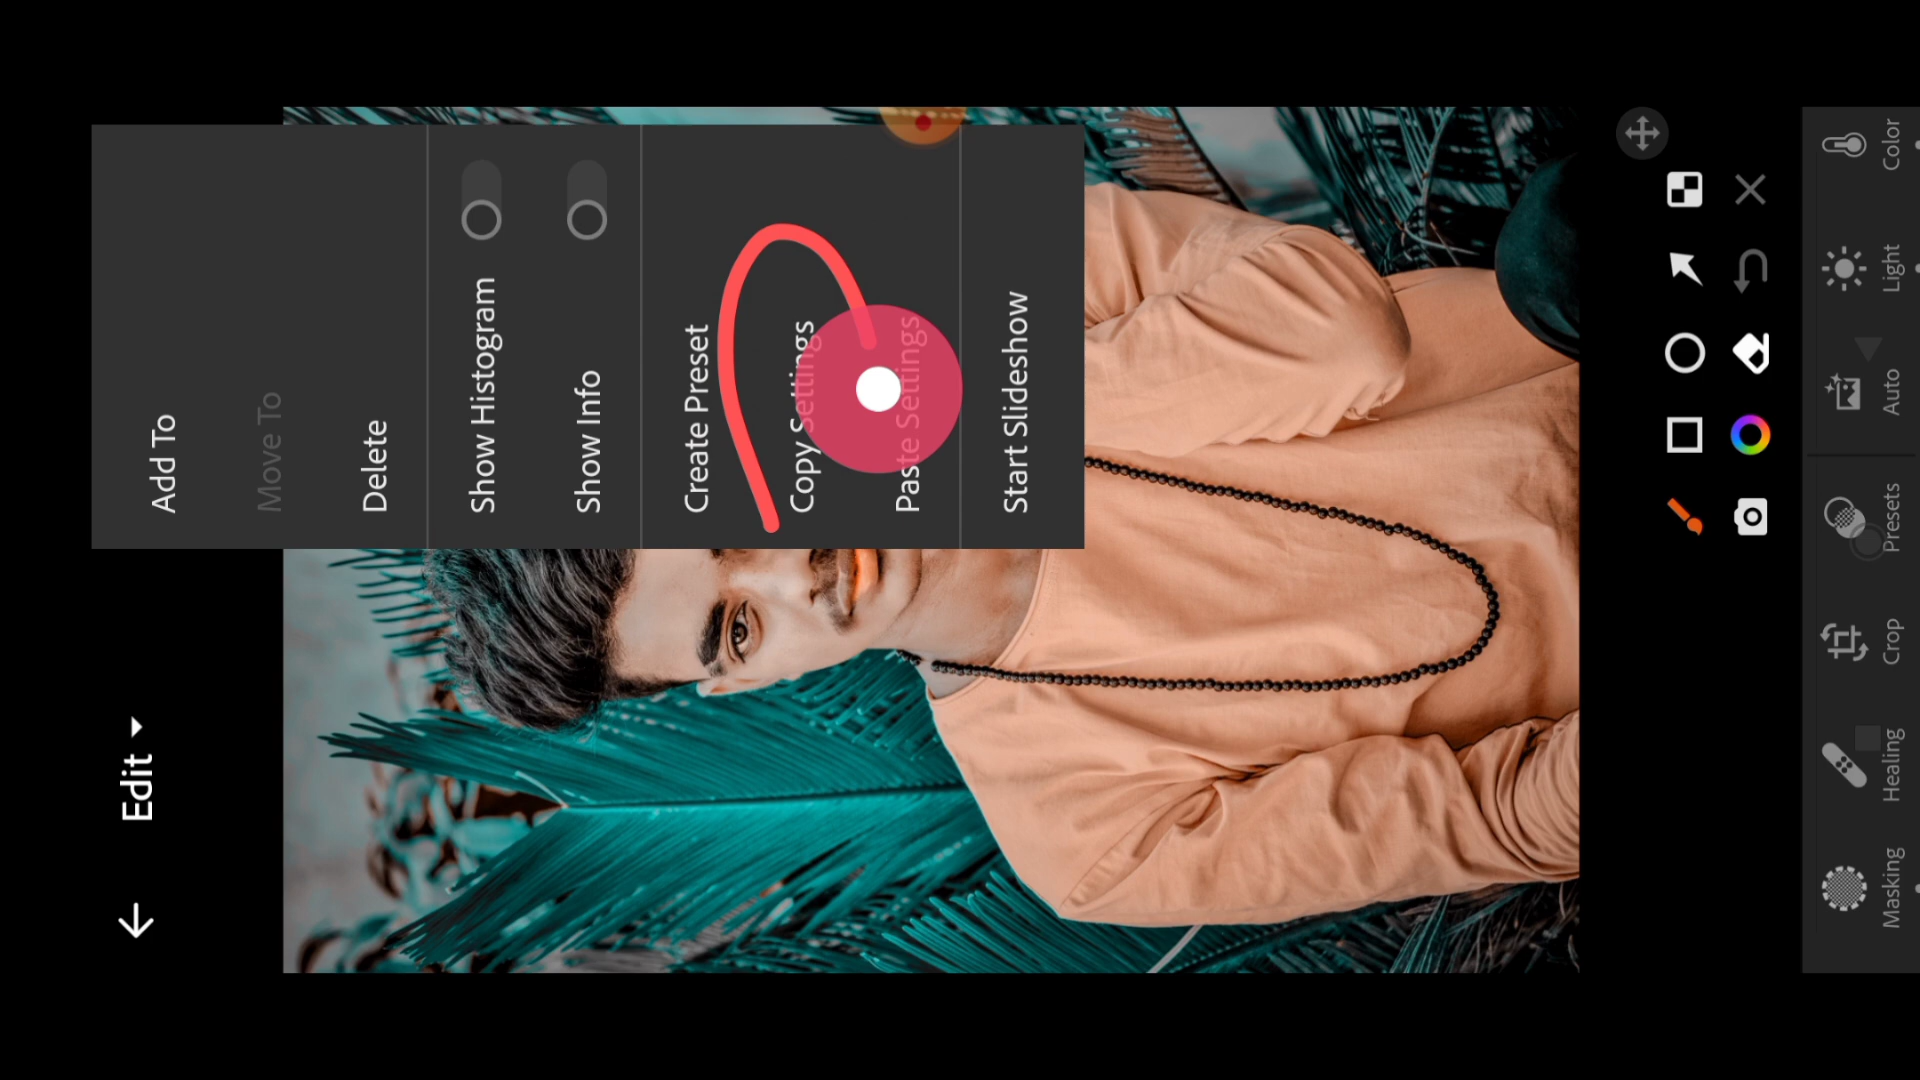 Edit
Add To
Move To
Delete
Show Histogram
Show Info
Create Preset
Copy Settings
Paste Settings
Start Slideshow
Masking
Healing
Crop
Presets
Auto
Light
Color